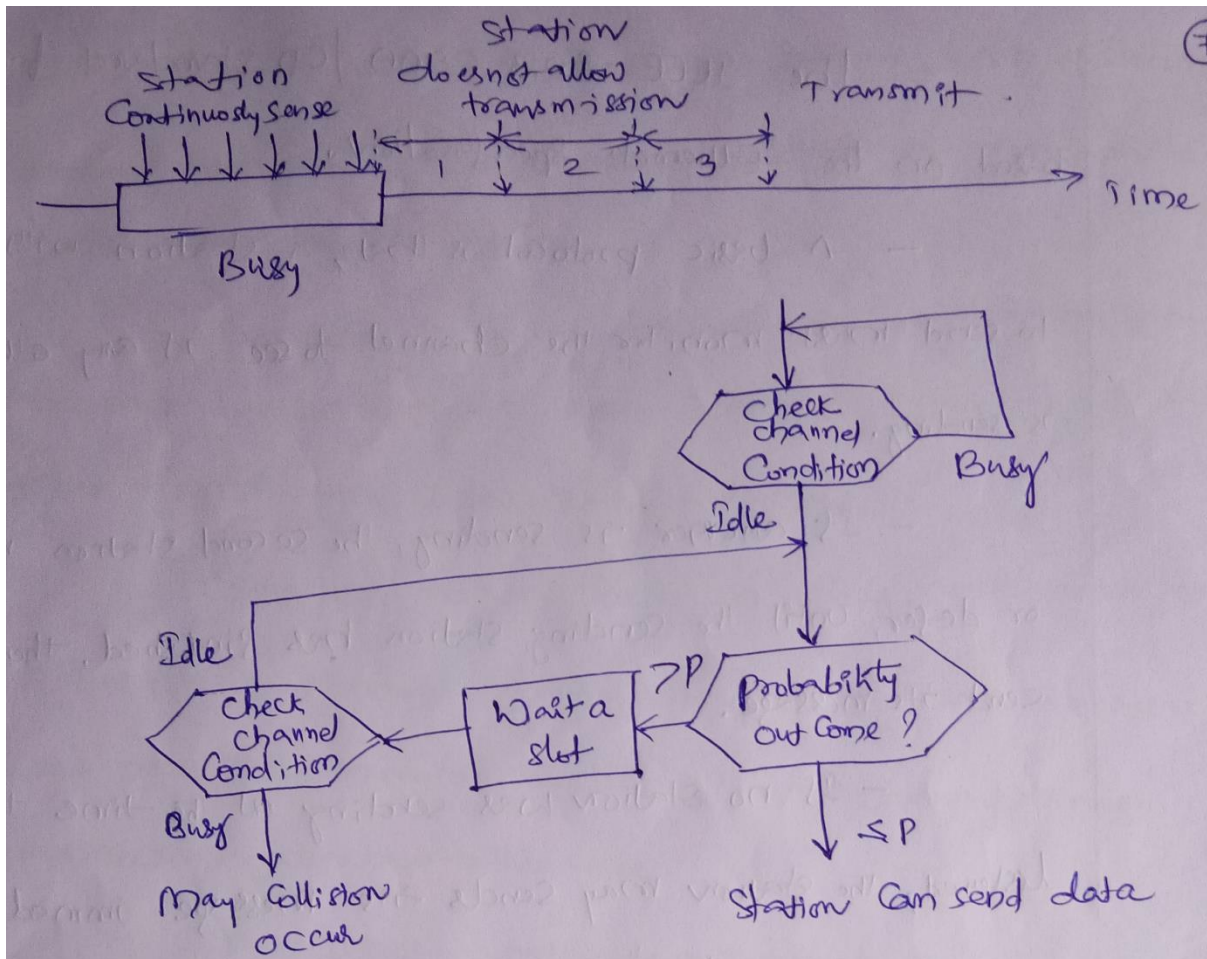 Station
Continuosly sense
Station
doesnot allow
transmission
Transmit .
1
2
3
Time
Busy
Check
channel
Condition
Busy
Idle
Idle
Check
Channel
Condition
Wait a
slot
>P
Probability
out Come ?
Busy
≤P
May Collision
occur
Station Can send data